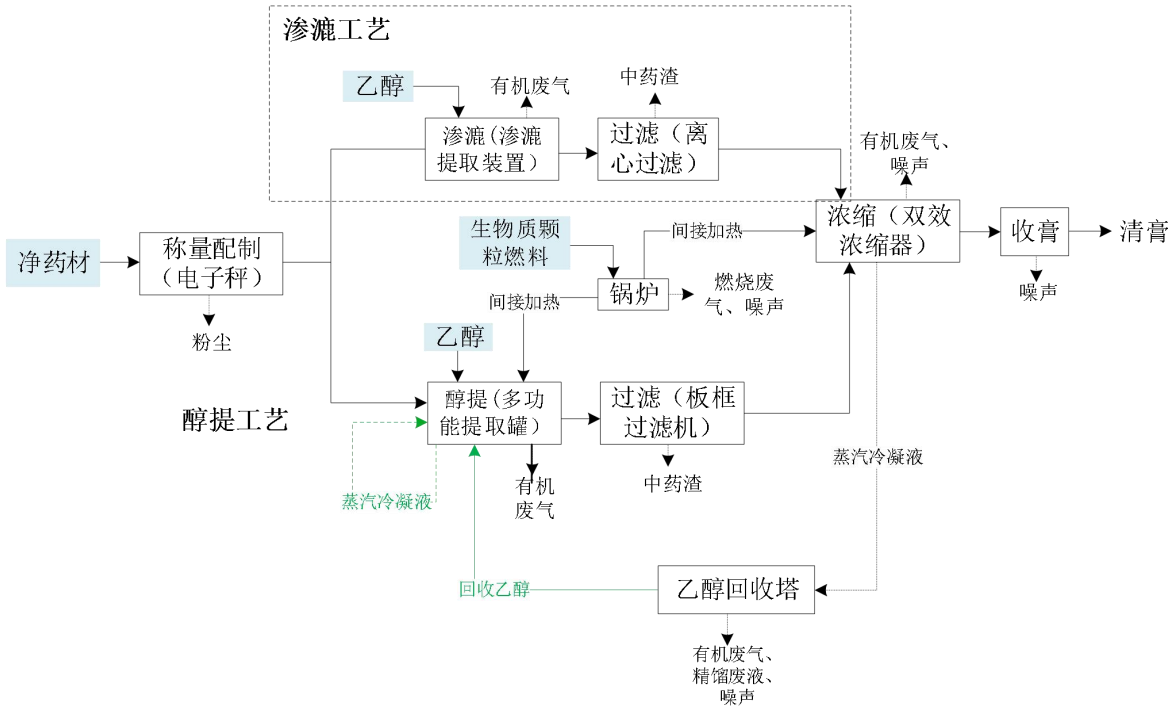 渗漉工艺
乙醇
有机废气
中药渣
渗漉(渗漉
提取装置）
过滤（离
心过滤）
有机废气、
噪声
生物质颗
粒燃料
间接加热
浓缩（双效
浓缩器）
收膏
清膏
净药材
称量配制
（电子秤）
锅炉
燃烧废
气、噪声
噪声
间接加热
粉尘
乙醇
醇提工艺
醇提(多功
能提取罐）
过滤（板框
过滤机）
蒸汽冷凝液
有机
废气
中药渣
蒸汽冷凝液
回收乙醇
乙醇回收塔
有机废气、
精馏废液、
噪声